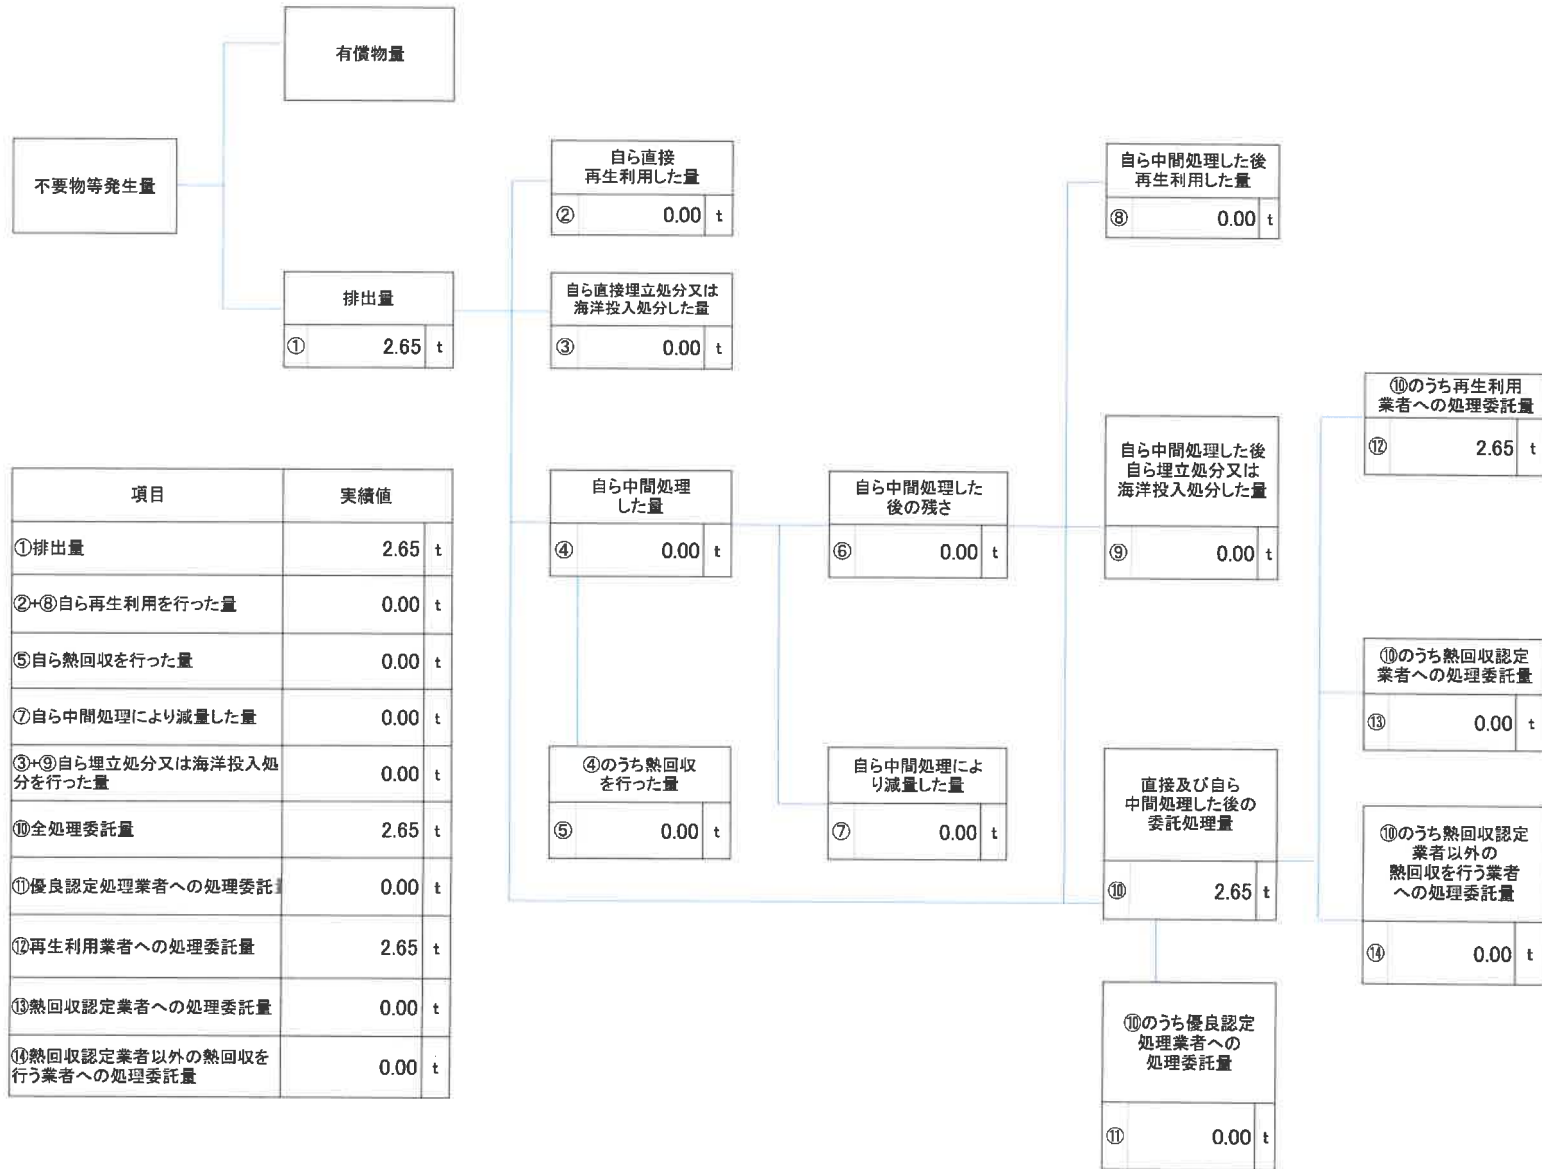 有償物量
不要物等発生量
排出量
① 2.65 t
自ら直接
再生利用した量
② 0.00 t
自ら直接埋立処分又は
海洋投入処分した量
③ 0.00 t
自ら中間処理
した量
④ 0.00 t
④のうち熱回収
を行った量
⑤ 0.00 t
自ら中間処理した
後の残さ
⑥ 0.00 t
自ら中間処理によ
り減量した量
⑦ 0.00 t
自ら中間処理した後
再生利用した量
⑧ 0.00 t
自ら中間処理した後
自ら埋立処分又は
海洋投入処分した量
⑨ 0.00 t
直接及び自ら
中間処理した後の
委託処理量
⑩ 2.65 t
⑩のうち優良認定
処理業者への
処理委託量
⑪ 0.00 t
⑩のうち再生利用
業者への処理委託量
⑫ 2.65 t
⑩のうち熱回収認定
業者への処理委託量
⑬ 0.00 t
⑩のうち熱回収認定
業者以外の
熱回収を行う業者
への処理委託量
⑭ 0.00 t
項目 実績値
①排出量 2.65 t
②+⑧自ら再生利用を行った量 0.00 t
⑤自ら熱回収を行った量 0.00 t
⑦自ら中間処理により減量した量 0.00 t
③+⑨自ら埋立処分又は海洋投入処
分を行った量 0.00 t
⑩全処理委託量 2.65 t
⑪優良認定処理業者への処理委託 0.00 t
⑫再生利用業者への処理委託量 2.65 t
⑬熱回収認定業者への処理委託量 0.00 t
⑭熱回収認定業者以外の熱回収を
行う業者への処理委託量 0.00 t